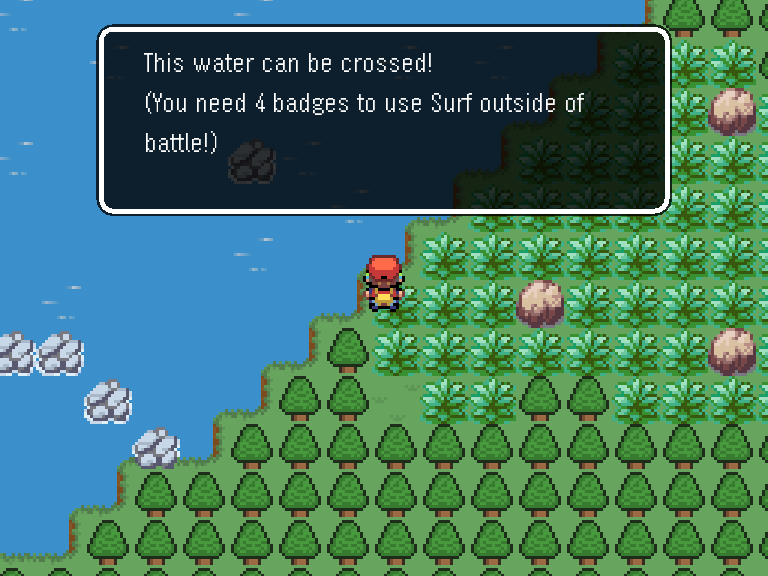 This water can be crossed!
(You need 4 badges to use Surf outside of
battle!)